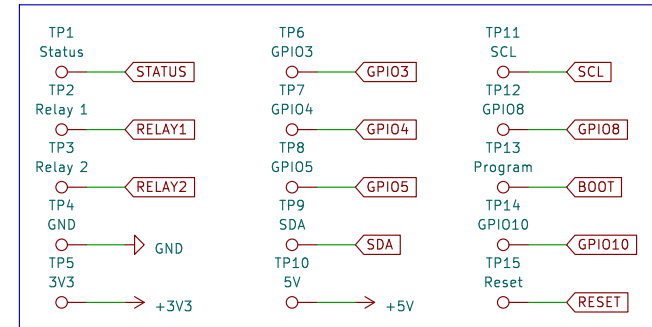 TP1
Status
STATUS
TP2
Relay 1
RELAY1
TP3
Relay 2
RELAY2
TP4
GND
GND
TP5
3V3
+3V3
TP6
GPIO3
GPIO3
TP7
GPIO4
GPIO4
TP8
GPIO5
GPIO5
TP9
SDA
SDA
TP10
5V
+5V
TP11
SCL
SCL
TP12
GPIO8
GPIO8
TP13
Program
BOOT
TP14
GPIO10
GPIO10
TP15
Reset
RESET